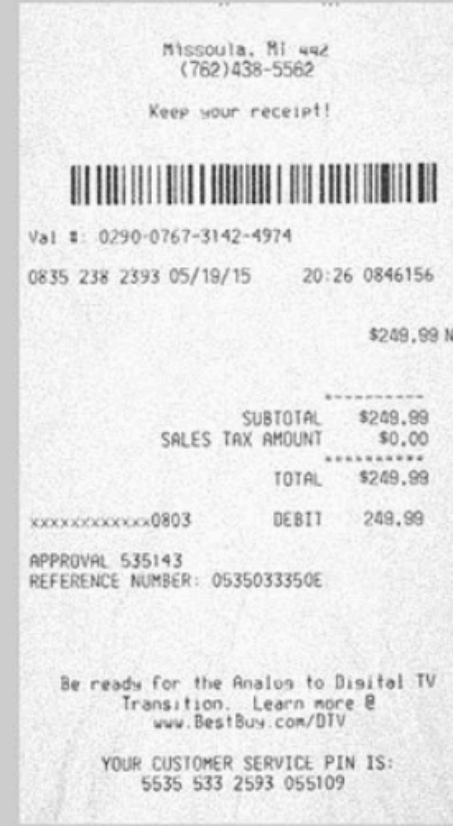 Missoula, MI 442
(762)438-5562
Keep your receipt!
Val #: 0290-0767-3142-4974
0835 238 2393 05/19/15 20:26 0846156
$249.99 N
SUBTOTAL $249.99
SALES TAX AMOUNT $0.00
TOTAL $249.99
xxxxxxxxxxxx0803 DEBIT 249.99
APPROVAL 535143
REFERENCE NUMBER: 0535033350E
Be ready for the Analog to Digital TV
Transition. Learn more @
www.BestBuy.com/DTV
YOUR CUSTOMER SERVICE PIN IS:
5535 533 2593 055109